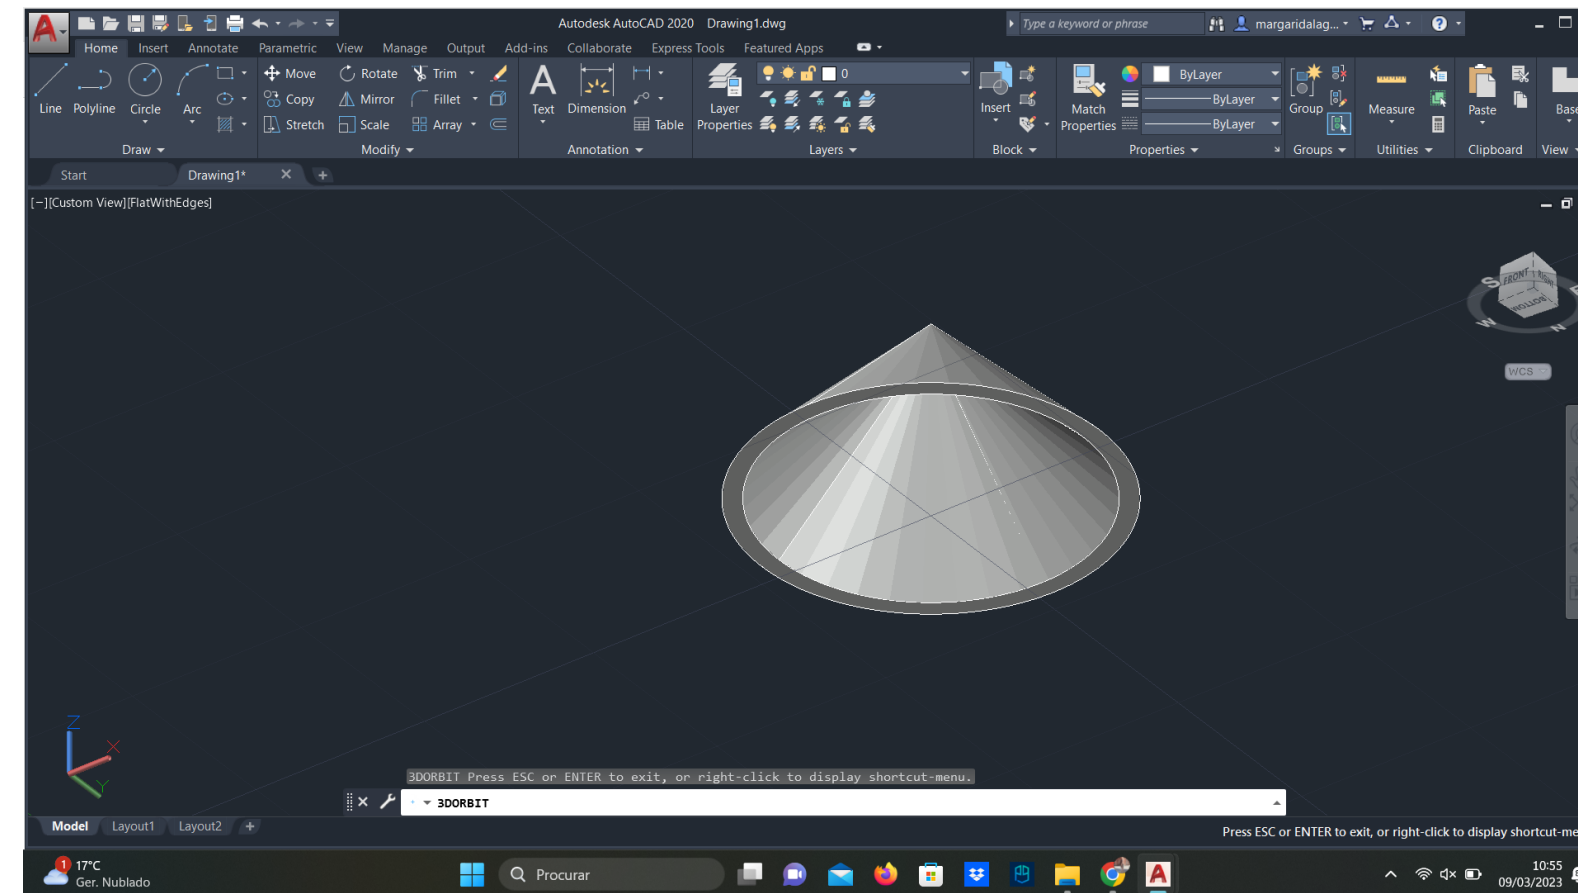 Autodesk AutoCAD 2020 Drawing1.dwg
Type a keyword or phrase
margaridalag...
Home Insert Annotate Parametric View Manage Output Add-ins Collaborate Express Tools Featured Apps
Line Polyline Circle Arc
Move Rotate Trim
Copy Mirror Fillet
Stretch Scale Array
Text Dimension
Table
Layer Properties
0
Insert
Match Properties
ByLayer
ByLayer
ByLayer
Group
Measure
Paste
Base
Draw Modify Annotation Layers Block Properties Groups Utilities Clipboard View
Start Drawing1*
[−][Custom View][FlatWithEdges]
S FRONT RIGHT
BOTTOM
W N
WCS
Z
X
Y
3DORBIT Press ESC or ENTER to exit, or right-click to display shortcut-menu.
3DORBIT
Model Layout1 Layout2 +
Press ESC or ENTER to exit, or right-click to display shortcut-me
1
17°C
Ger. Nublado
Procurar
10:55
09/03/2023